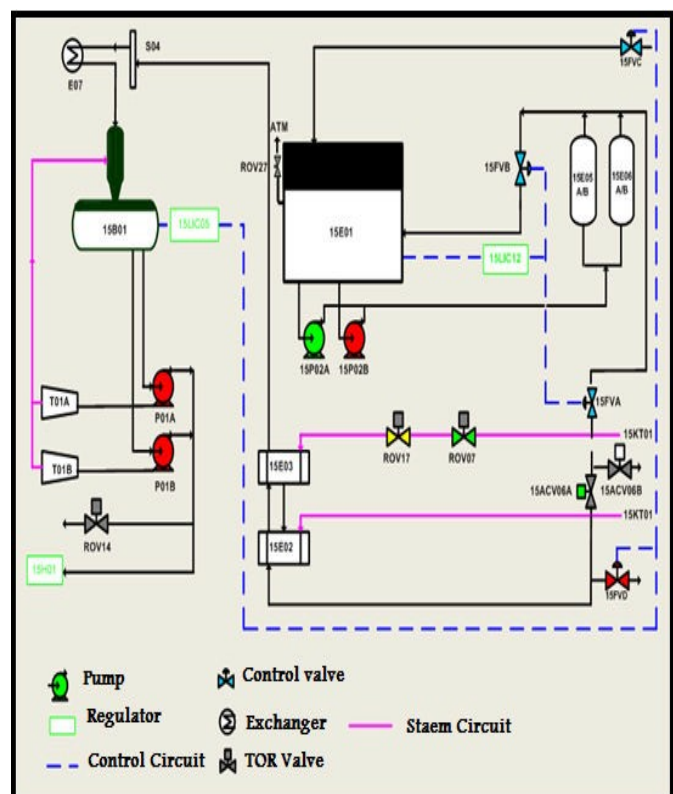 S04
15FVC
E07
ATM
ROV27
15FVB
15E05
A/B
15E06
A/B
15B01
15LIC05
15E01
15LIC12
15P02A
15P02B
T01A
P01A
15FVA
ROV17
ROV07
15KT01
T01B
P01B
15E03
15ACV06A
15ACV06B
ROV14
15E02
15KT01
15H01
15FVD
Pump
Control valve
Regulator
Exchanger
Staem Circuit
Control Circuit
TOR Valve